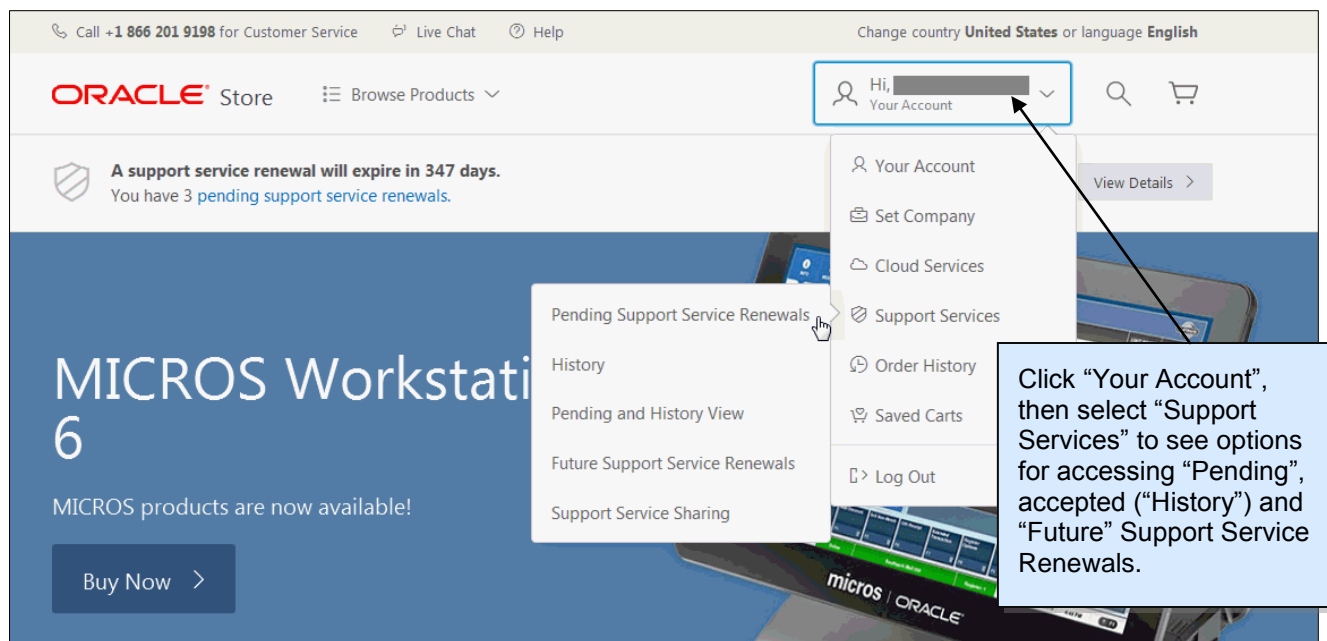 Call +1 866 201 9198 for Customer Service Live Chat Help Change country United States or language English
ORACLE Store Browse Products Hi,
Your Account
A support service renewal will expire in 347 days.
You have 3 pending support service renewals.
View Details
Your Account
Set Company
Cloud Services
Support Services
Order History
Saved Carts
Log Out
Pending Support Service Renewals
History
Pending and History View
Future Support Service Renewals
Support Service Sharing
MICROS Workstati
6
MICROS products are now available!
Buy Now
Click “Your Account”,
then select “Support
Services” to see options
for accessing “Pending”,
accepted (“History”) and
“Future” Support Service
Renewals.
micros | ORACLE